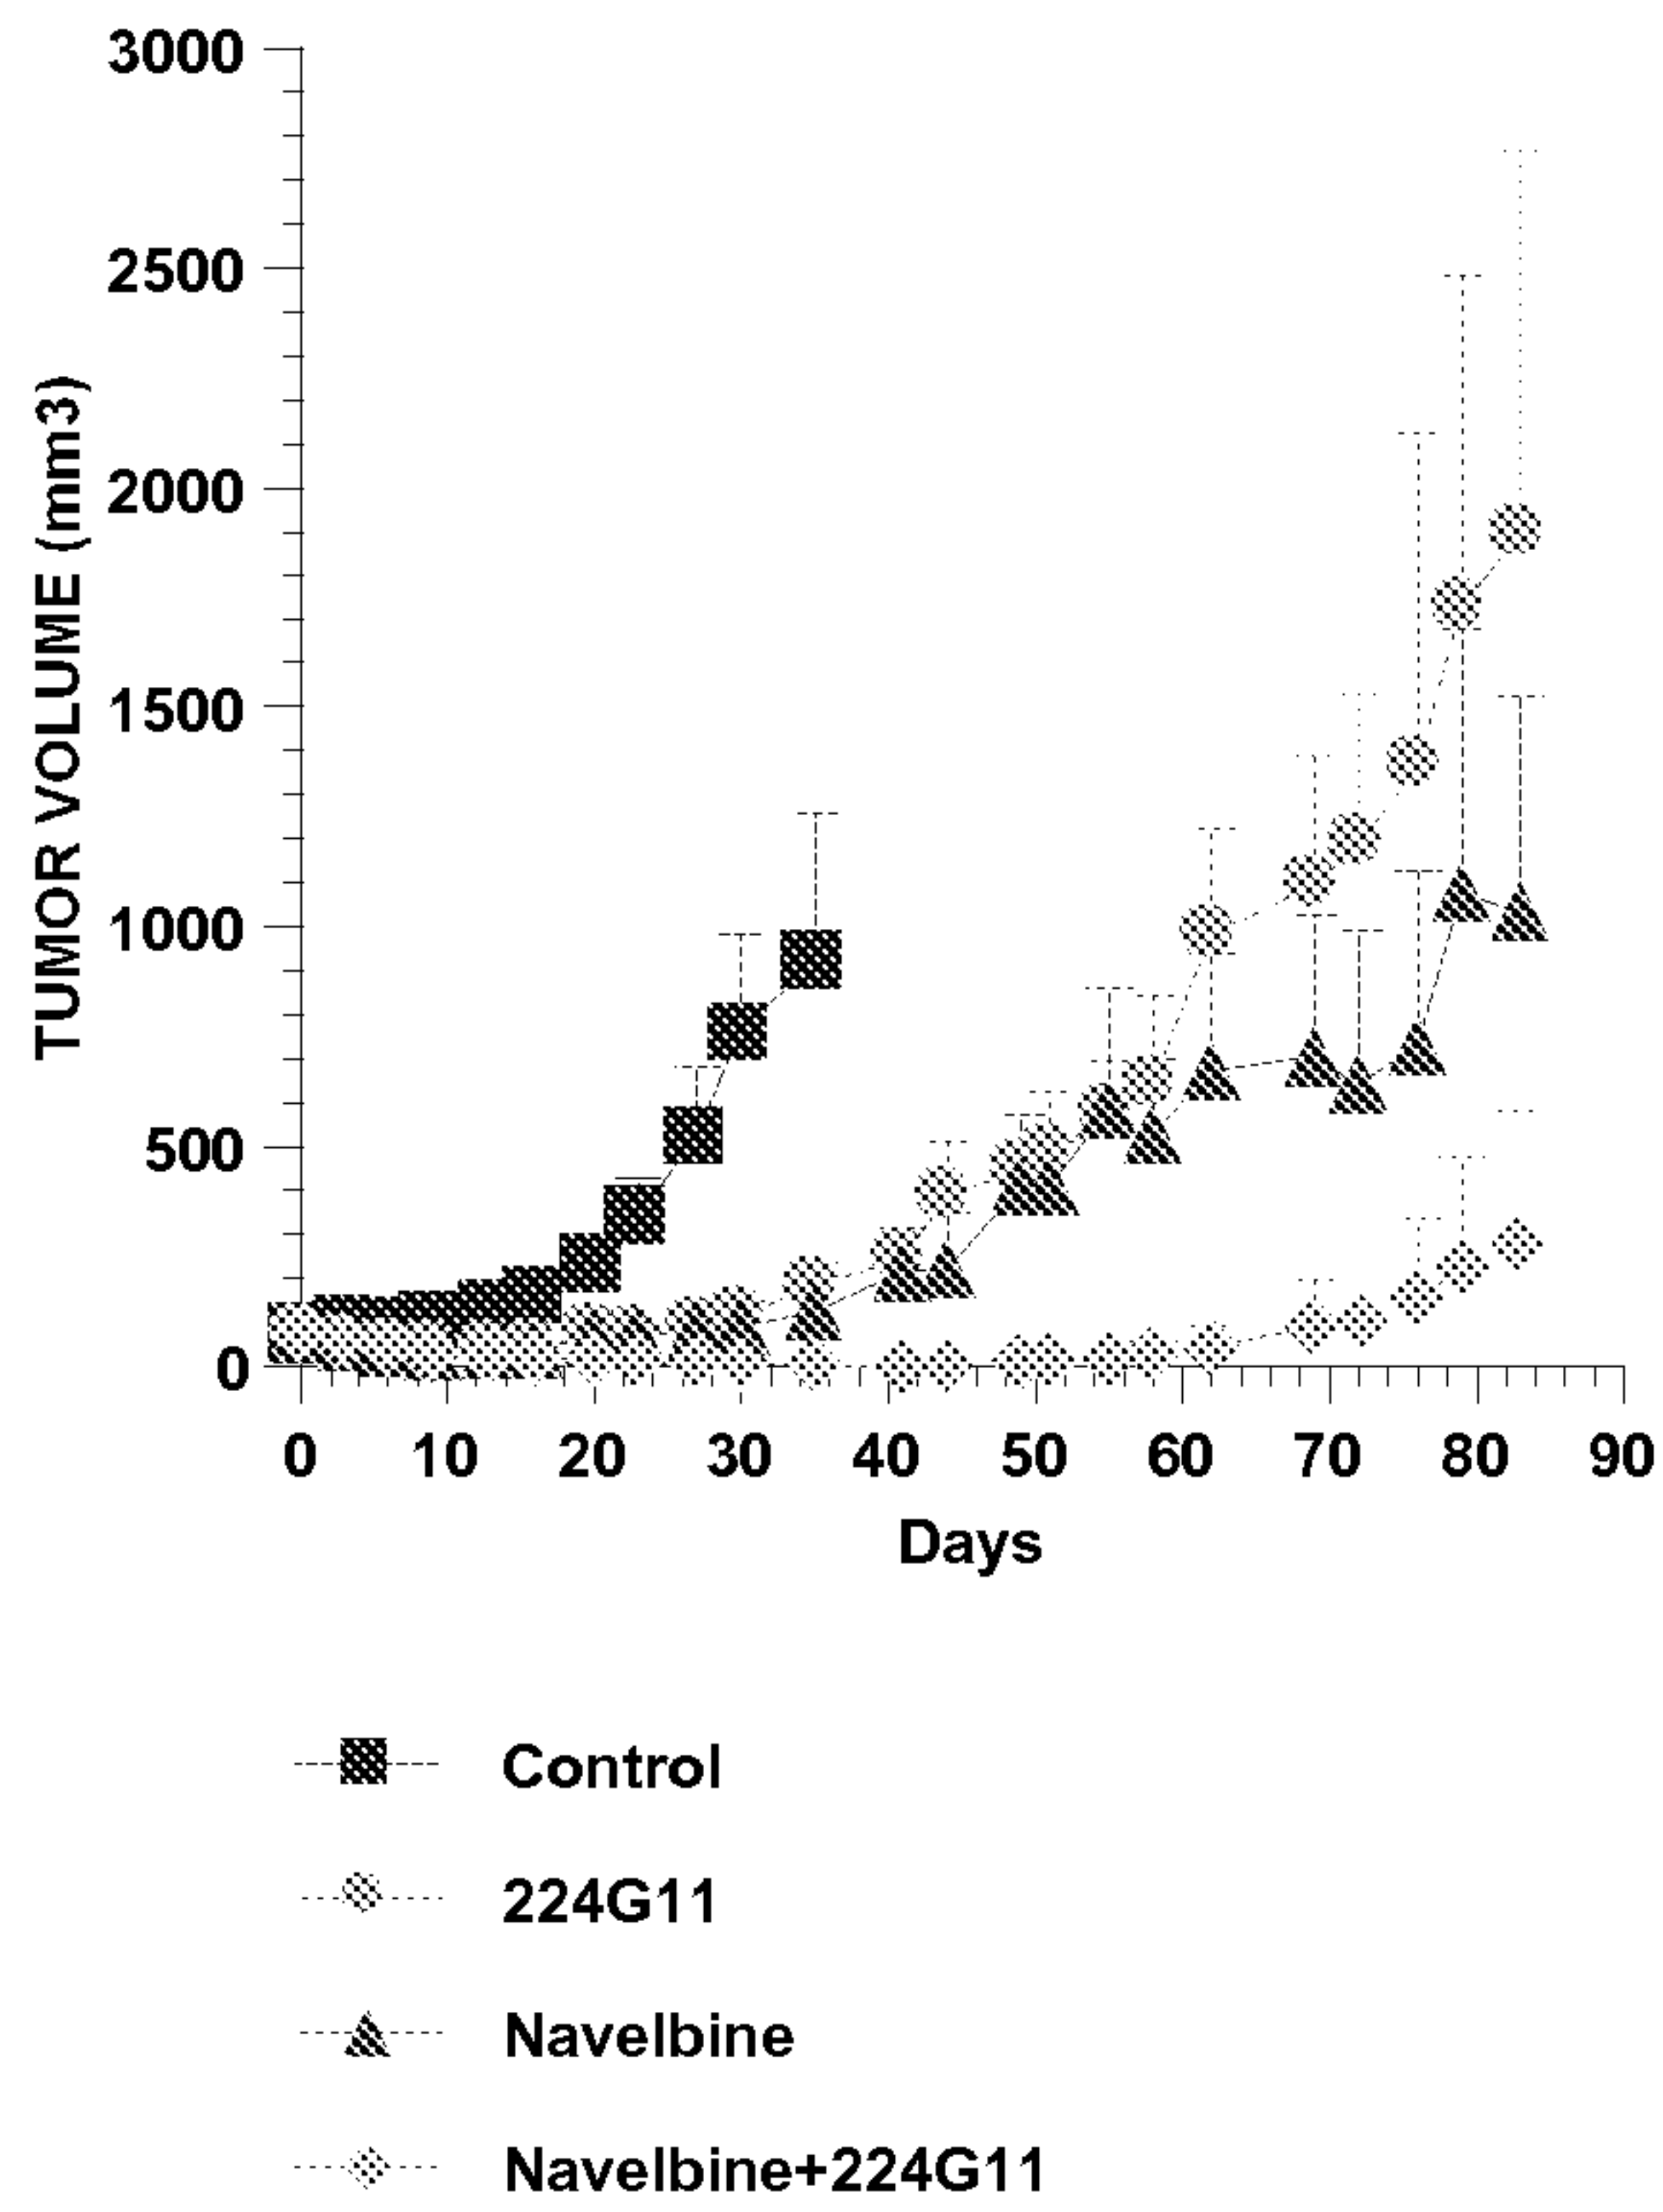 TUMOR VOLUME (mm3)
3000
2500
2000
1500
1000
500
0
0 10 20 30 40 50 60 70 80 90
Days
Control
224G11
Navelbine
Navelbine+224G11